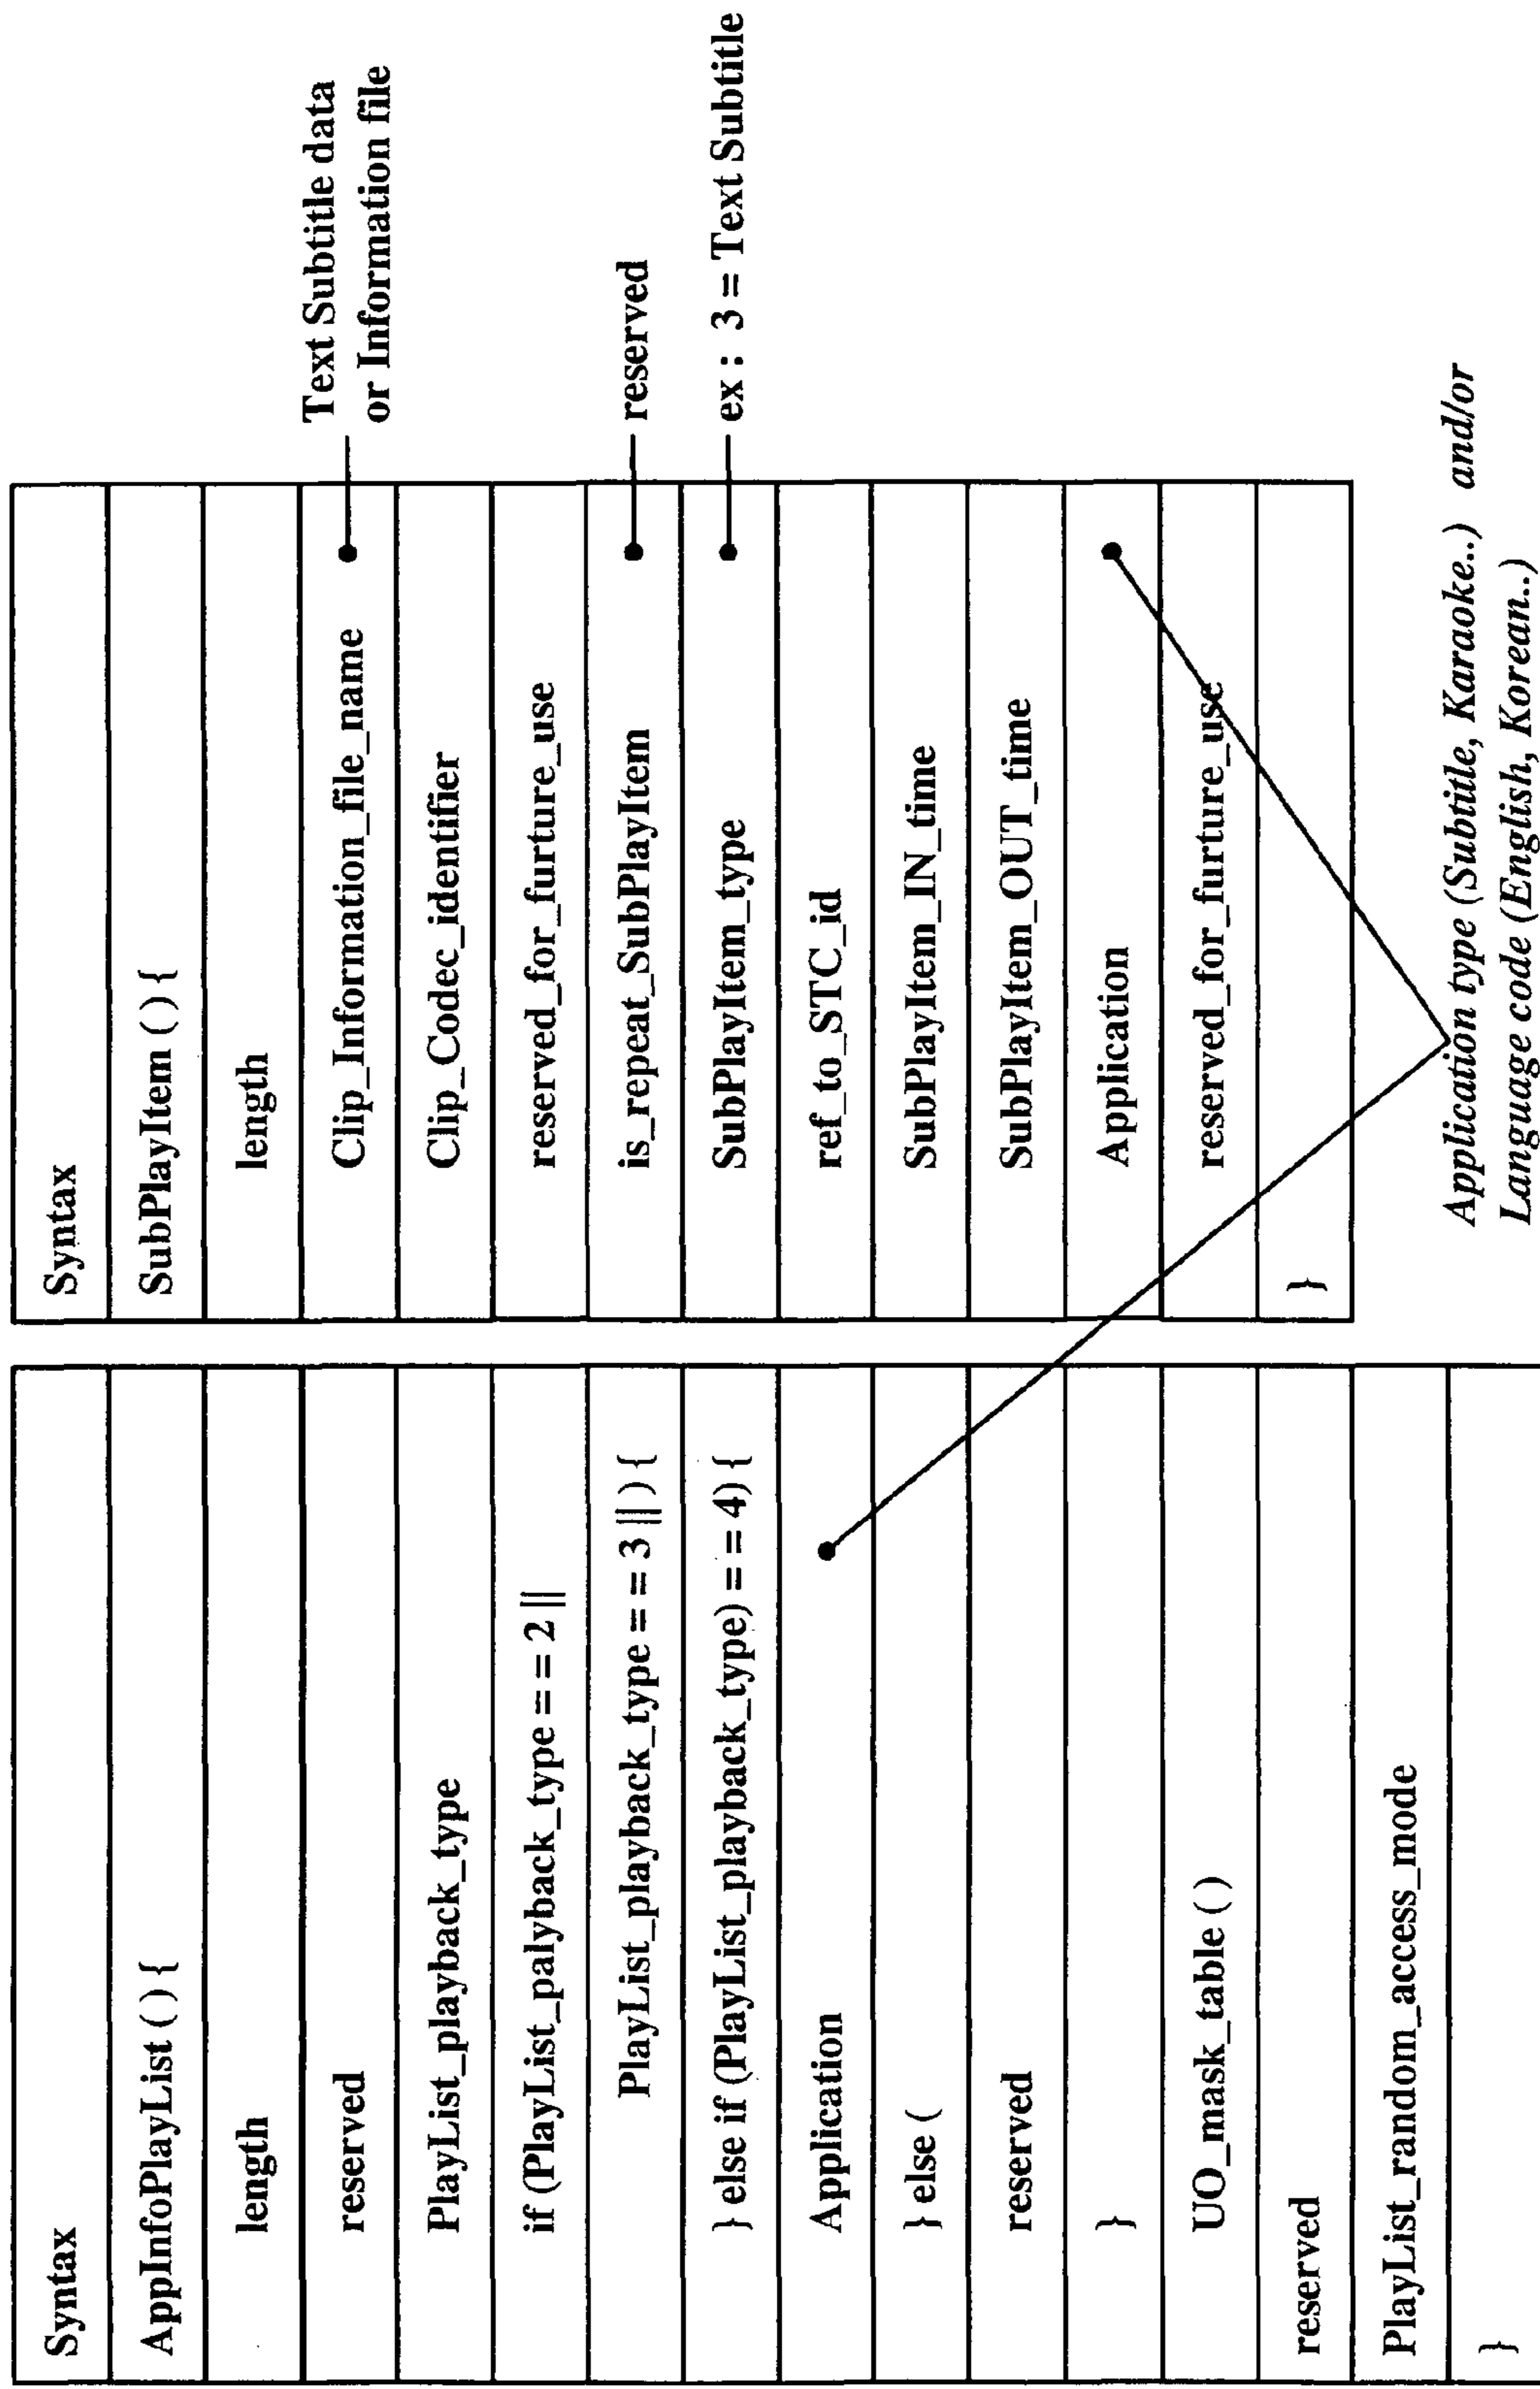 Syntax
AppInfoPlayList ( ) {
length
reserved
PlayList_playback_type
if (PlayList_palyback_type = = 2 ||
PlayList_playback_type = = 3 || ) {
} else if (PlayList_playback_type) = = 4) {
Application
} else (
reserved
}
UO_mask_table ( )
reserved
PlayList_random_access_mode
}
Syntax
SubPlayItem ( ) {
length
Clip_Information_file_name
Clip_Codec_identifier
reserved_for_furture_use
is_repeat_SubPlayItem
SubPlayItem_type
ref_to_STC_id
SubPlayItem_IN_time
SubPlayItem_OUT_time
Application
reserved_for_furture_use
}
Text Subtitle data
or Information file
reserved
ex : 3 = Text Subtitle
Application type (Subtitle, Karaoke..) and/or
Language code (English, Korean..)